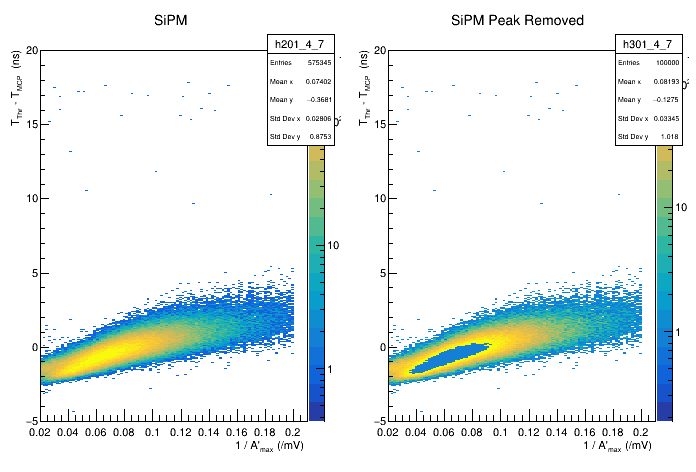 SiPM
h201_4_7
Entries 575345
Mean x 0.07402
Mean y −0.3681
Std Dev x 0.02806
Std Dev y 0.8753
T_Thr - T_MCP (ns)
20
15
10
5
0
−5
0.02 0.04 0.06 0.08 0.1 0.12 0.14 0.16 0.18 0.2
1 / A'_max (/mV)
10
1
SiPM Peak Removed
h301_4_7
Entries 100000
Mean x 0.08193
Mean y −0.1275
Std Dev x 0.03345
Std Dev y 1.018
T_Thr - T_MCP (ns)
20
15
10
5
0
−5
0.02 0.04 0.06 0.08 0.1 0.12 0.14 0.16 0.18 0.2
1 / A'_max (/mV)
10
1